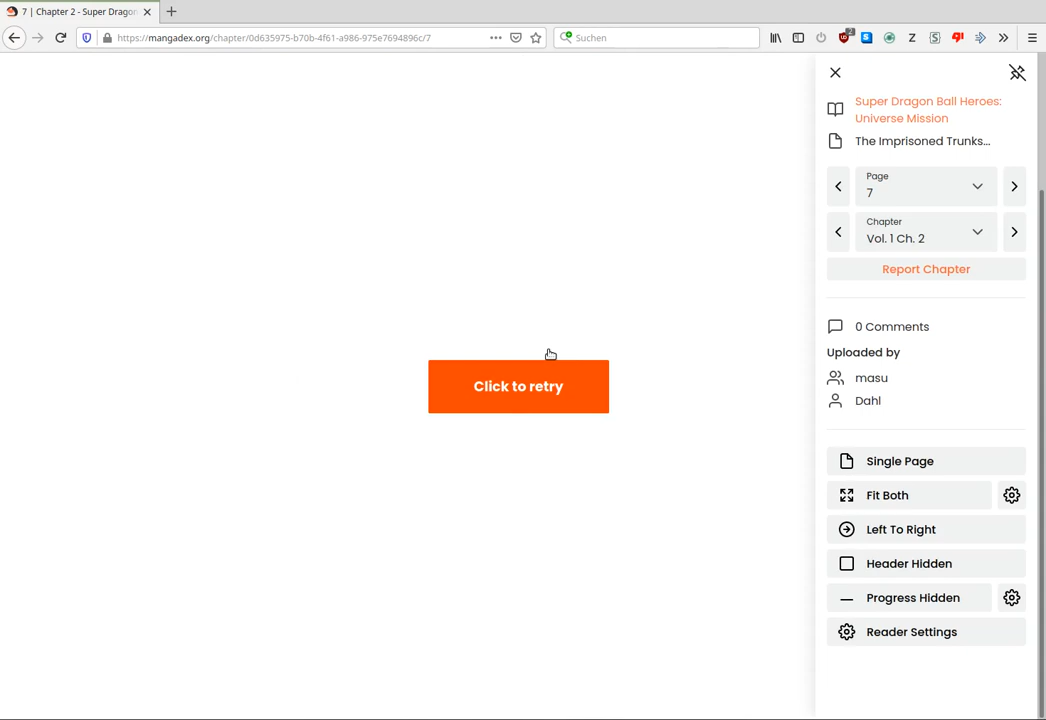 7 | Chapter 2 - Super Dragon
https://mangadex.org/chapter/0d635975-b70b-4f61-a986-975e7694896c/7
Suchen
2
Super Dragon Ball Heroes:
Universe Mission
The Imprisoned Trunks...
Page
7
Chapter
Vol. 1 Ch. 2
Report Chapter
0 Comments
Uploaded by
masu
Dahl
Click to retry
Single Page
Fit Both
Left To Right
Header Hidden
Progress Hidden
Reader Settings